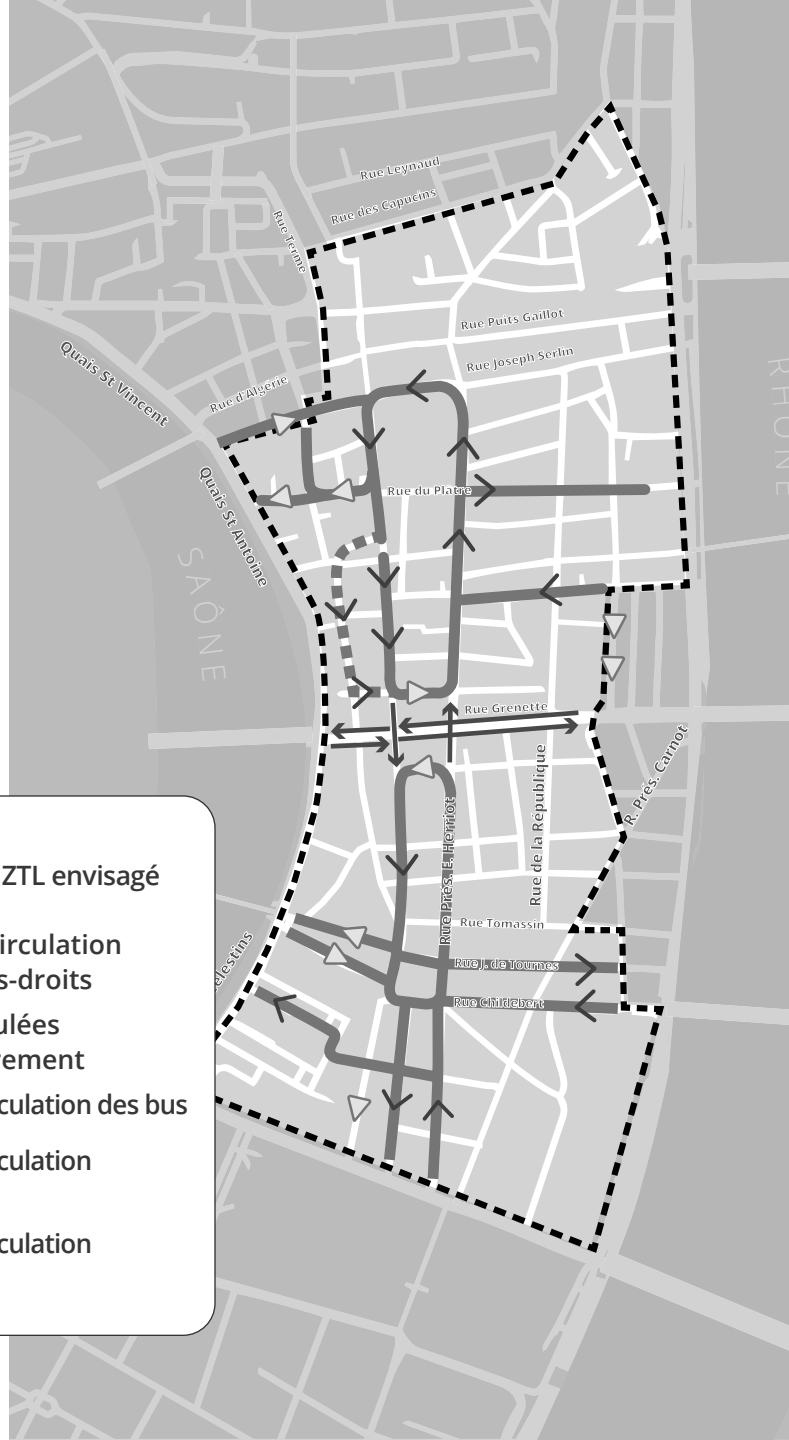 Rue Leynaud
Rue des Capucins
Rue Terme
Rue Puits Gaillot
Quais St Vincent
Rue Joseph Serlin
RHÔNE
Rue d'Algérie
Rue du Platre
Quais St Antoine
SAÔNE
Rue Grenette
R. Prés. Carnot
Rue de la République
Rue Prés. E. Herriot
ZTL envisagé
Rue Tomassin
irculation
s-droits
élestins
Rue J. de Tournes
Rue Childebert
ulées
rement
culation des bus
culation
culation